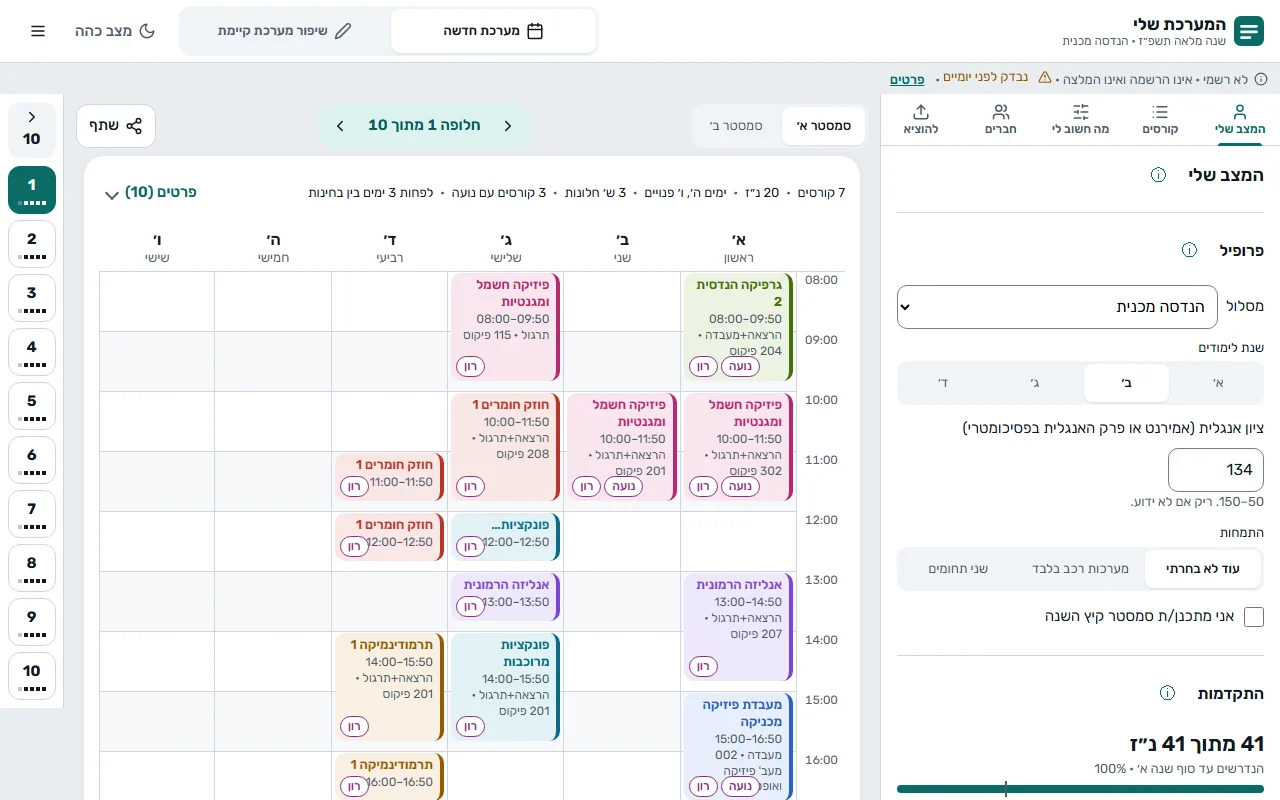 המערכת שלי
שנה מלאה תשפ״ז • הנדסה מכנית
מערכת חדשה
שיפור מערכת קיימת
מצב כהה
לא רשמי • אינו הרשמה ואינו המלצה •
נבדק לפני יומיים •
פרטים
המצב שלי
קורסים
מה חשוב לי
חברים
להוציא
המצב שלי
פרופיל
מסלול
הנדסה מכנית
שנת לימודים
א׳
ב׳
ג׳
ד׳
ציון אנגלית (אמירנט או פרק האנגלית בפסיכומטרי)
134
50–150. ריק אם לא ידוע.
התמחות
עוד לא בחרתי
מערכות רכב בלבד
שני תחומים
אני מתכנן/ת סמסטר קיץ השנה
התקדמות
41 מתוך 41 נ״ז
הנדרשים עד סוף שנה א׳ • 100%
סמסטר א׳
סמסטר ב׳
חלופה 1 מתוך 10
שתף
7 קורסים • 20 נ״ז • ימים ה׳, ו׳ פנויים • 3 ש׳ חלונות • 3 קורסים עם נועה • לפחות 3 ימים בין בחינות
פרטים (10)
א׳
ראשון
ב׳
שני
ג׳
שלישי
ד׳
רביעי
ה׳
חמישי
ו׳
שישי
08:00
09:00
10:00
11:00
12:00
13:00
14:00
15:00
16:00
גרפיקה הנדסית
2
08:00–09:50
הרצאה+מעבדה •
204 פיקוס
נועה
רון
פיזיקה חשמל
ומגנטיות
10:00–11:50
הרצאה+תרגול •
302 פיקוס
נועה
רון
אנליזה הרמונית
13:00–14:50
הרצאה+תרגול •
207 פיקוס
רון
מעבדת פיזיקה
מכניקה
15:00–16:50
מעבדה • 002
מעב' פיזיקה
נועה
רון
פיזיקה חשמל
ומגנטיות
10:00–11:50
הרצאה+תרגול •
201 פיקוס
נועה
רון
פיזיקה חשמל
ומגנטיות
08:00–09:50
תרגול • 115 פיקוס
רון
חוזק חומרים 1
10:00–11:50
הרצאה+תרגול •
208 פיקוס
רון
פונקציות...
12:00–12:50
רון
אנליזה הרמונית
13:00–13:50
רון
פונקציות
מרוכבות
14:00–15:50
הרצאה+תרגול •
201 פיקוס
רון
חוזק חומרים 1
11:00–11:50
רון
חוזק חומרים 1
12:00–12:50
רון
תרמודינמיקה 1
14:00–15:50
הרצאה+תרגול •
201 פיקוס
רון
תרמודינמיקה 1
16:00–16:50
רון
10
1
2
3
4
5
6
7
8
9
10